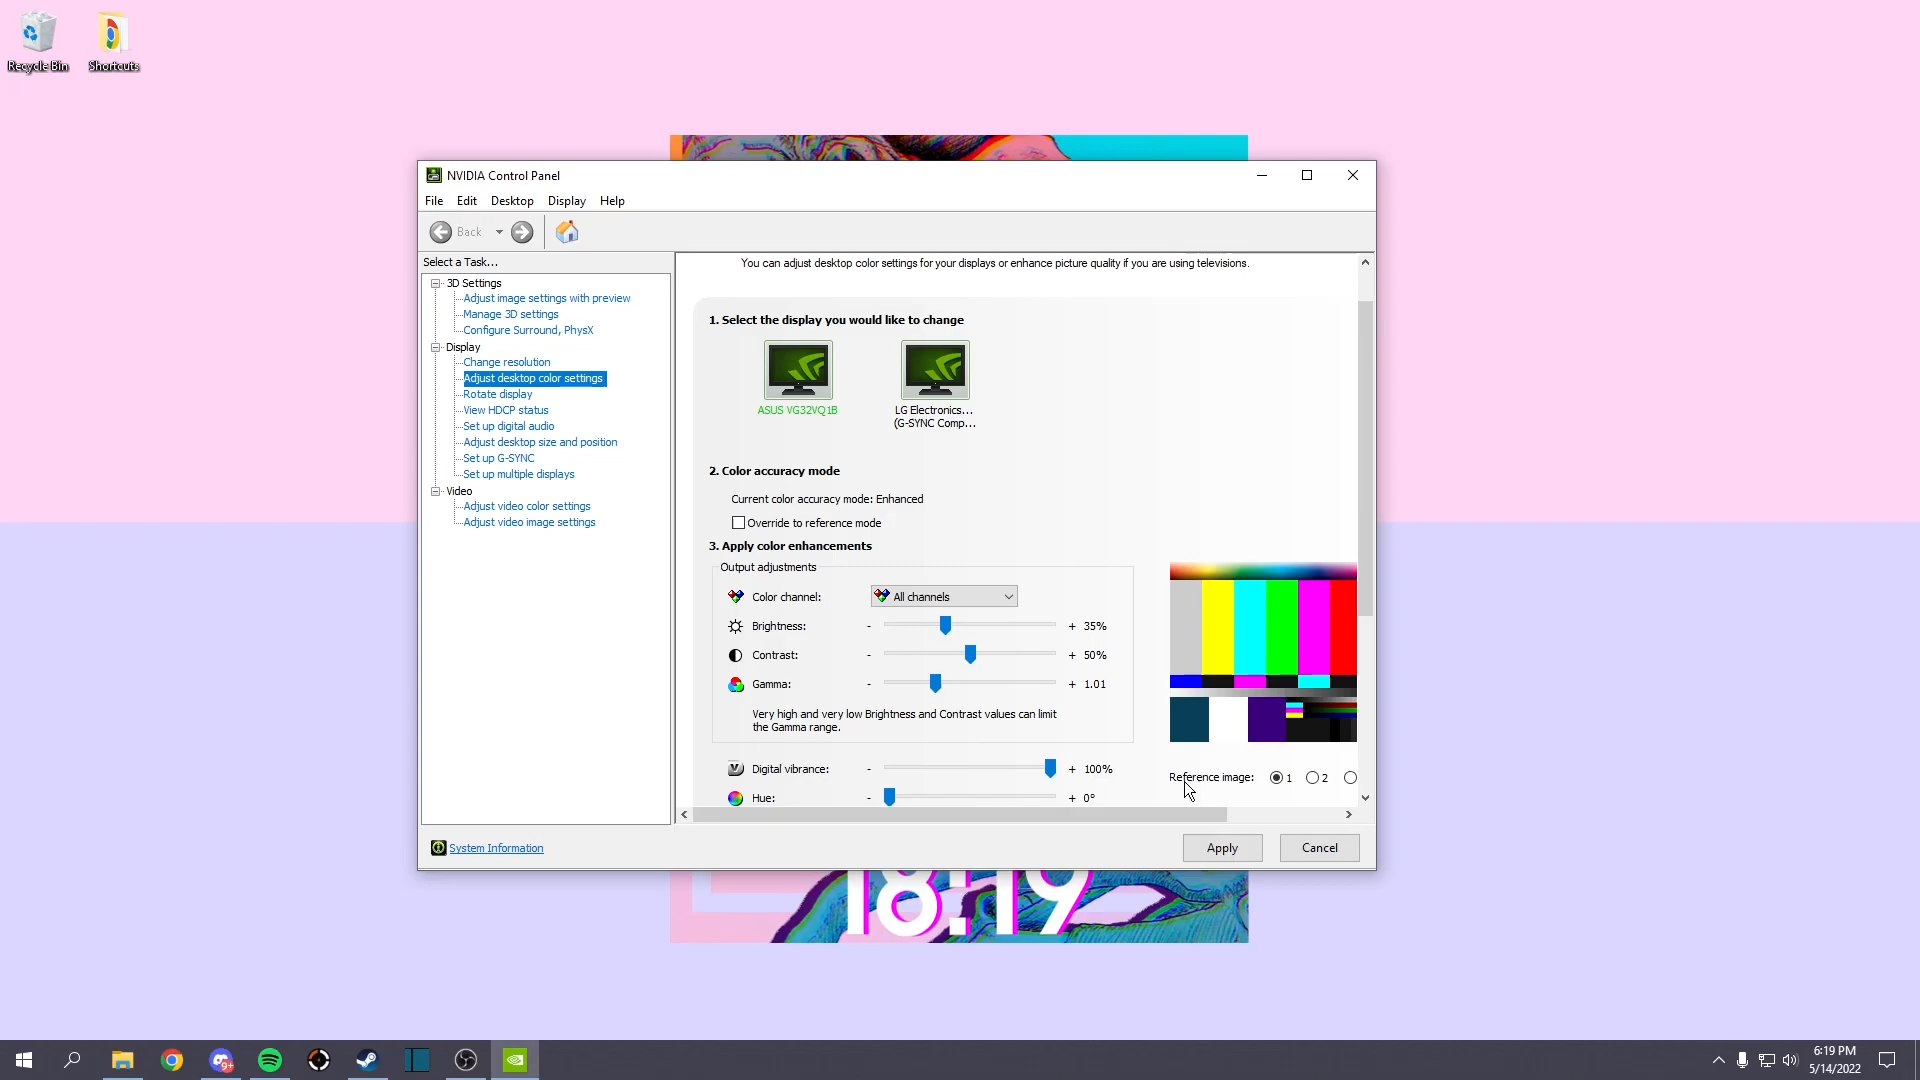 Recycle Bin
Shortcuts
NVIDIA Control Panel
File Edit Desktop Display Help
Back
Select a Task...
3D Settings
Adjust image settings with preview
Manage 3D settings
Configure Surround, PhysX
Display
Change resolution
Adjust desktop color settings
Rotate display
View HDCP status
Set up digital audio
Adjust desktop size and position
Set up G-SYNC
Set up multiple displays
Video
Adjust video color settings
Adjust video image settings
System Information
You can adjust desktop color settings for your displays or enhance picture quality if you are using televisions.
1. Select the display you would like to change
ASUS VG32VQ1B
LG Electronics...
(G-SYNC Comp...
2. Color accuracy mode
Current color accuracy mode: Enhanced
Override to reference mode
3. Apply color enhancements
Output adjustments
Color channel: All channels
Brightness: - + 35%
Contrast: - + 50%
Gamma: - + 1.01
Very high and very low Brightness and Contrast values can limit
the Gamma range.
Digital vibrance: - + 100%
Hue: - + 0°
Reference image: 1 2
Apply Cancel
18:19
9+
6:19 PM
5/14/2022